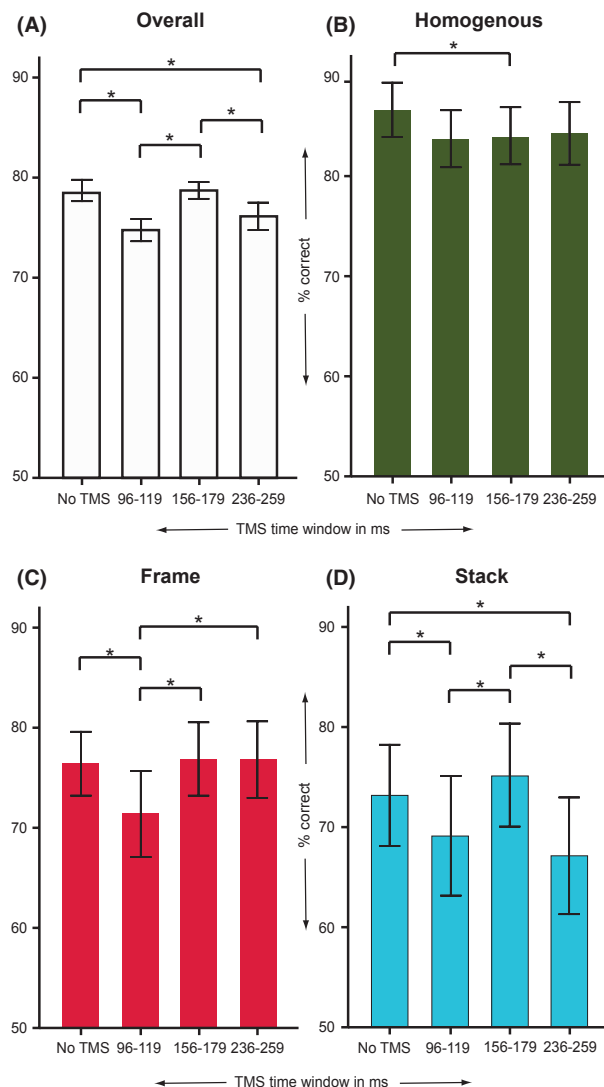 (A) Overall
90
80
70
60
50
* * * *
No TMS 96-119 156-179 236-259
(B) Homogenous
90
80
70
60
50
*
No TMS 96-119 156-179 236-259
% correct
TMS time window in ms
(C) Frame
90
80
70
60
50
* * *
No TMS 96-119 156-179 236-259
(D) Stack
90
80
70
60
50
* * * *
No TMS 96-119 156-179 236-259
% correct
TMS time window in ms